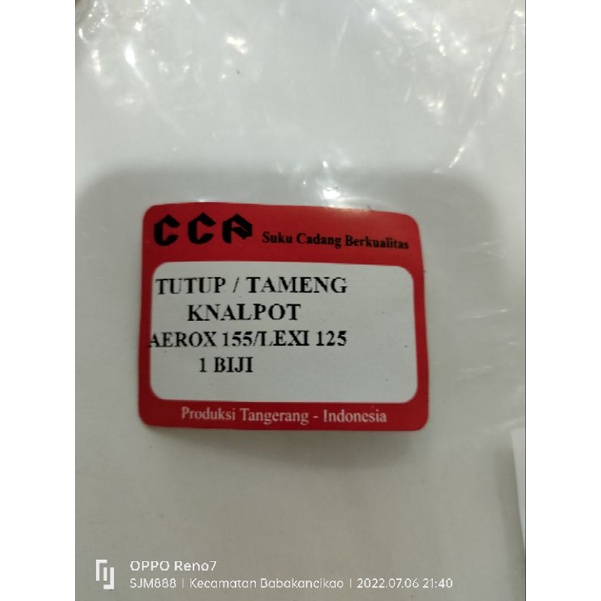 CCP Suku Cadang Berkualitas
TUTUP / TAMENG
KNALPOT
AEROX 155/LEXI 125
1 BIJI
Produksi Tangerang - Indonesia
OPPO Reno7
SJM888 | Kecamatan Babakancikao | 2022.07.06 21:40